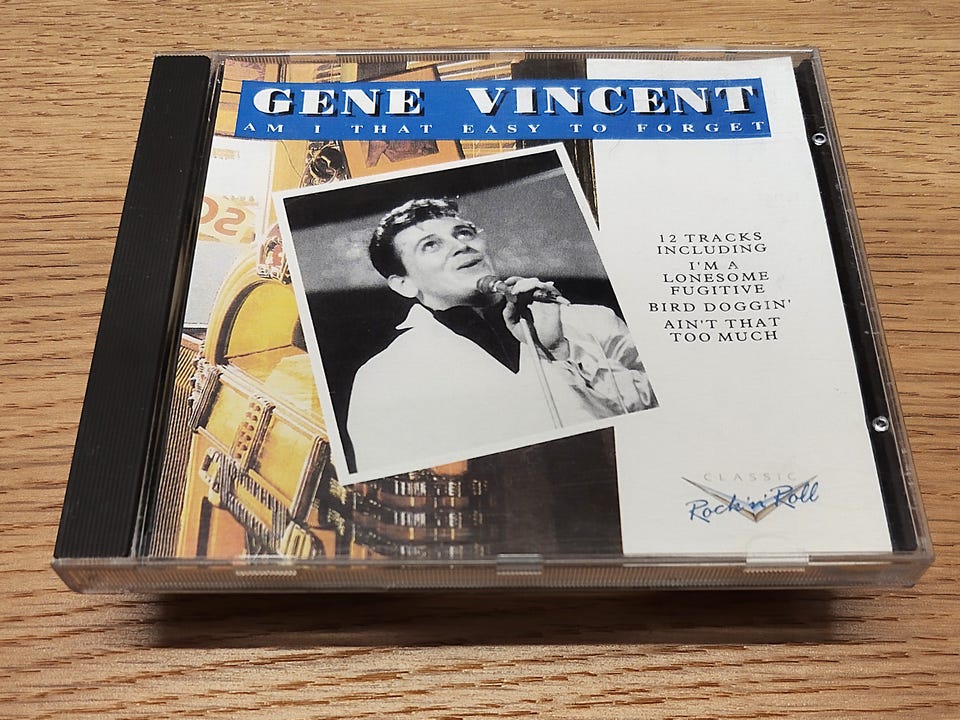 GENE VINCENT
AM I THAT EASY TO FORGET
12 TRACKS
INCLUDING
I'M A
LONESOME
FUGITIVE
BIRD DOGGIN'
AIN'T THAT
TOO MUCH
CLASSIC
Rock 'n' Roll